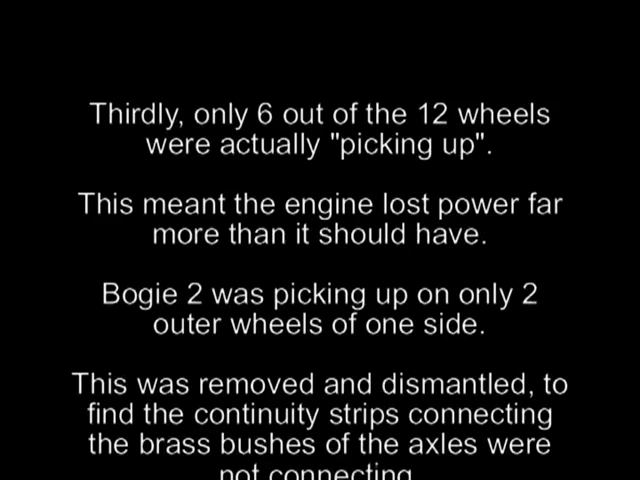 Thirdly, only 6 out of the 12 wheels
were actually "picking up".
This meant the engine lost power far
more than it should have.
Bogie 2 was picking up on only 2
outer wheels of one side.
This was removed and dismantled, to
find the continuity strips connecting
the brass bushes of the axles were
not connecting